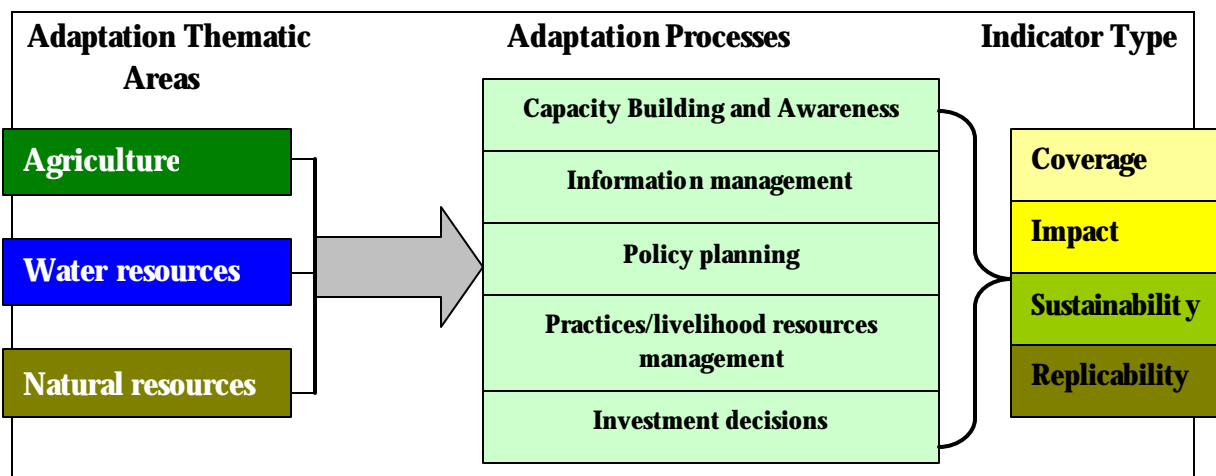 Adaptation Thematic
Areas
Adaptation Processes
Indicator Type
Agriculture
Water resources
Natural resources
Capacity Building and Awareness
Information management
Policy planning
Practices/livelihood resources
management
Investment decisions
Coverage
Impact
Sustainability
Replicability